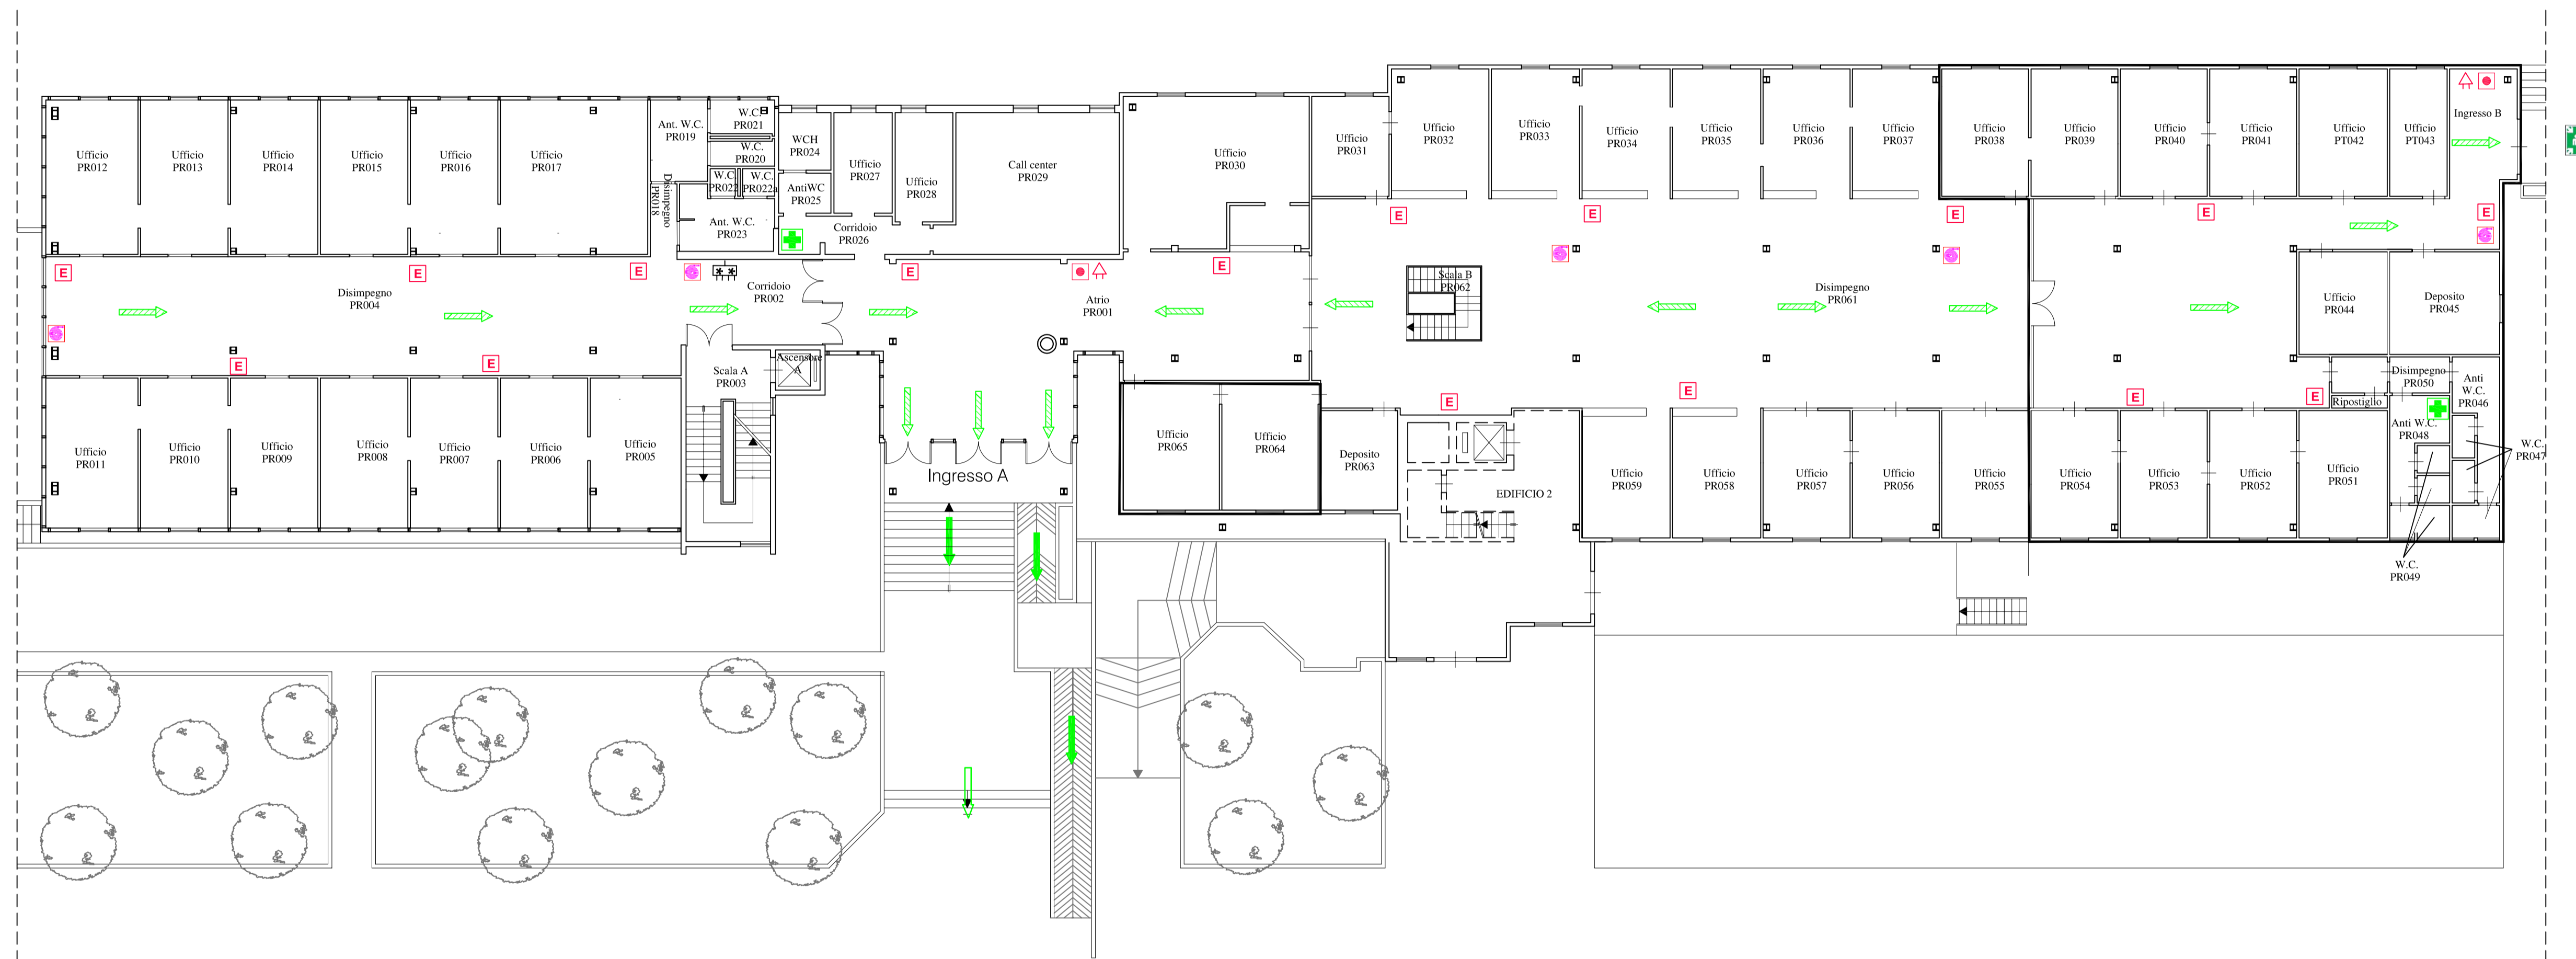 Ufficio
PR012
Ufficio
PR013
Ufficio
PR014
Ufficio
PR015
Ufficio
PR016
Ufficio
PR017
Disimpegno
PR018
Ant. W.C.
PR019
W.C.
PR021
W.C.
PR020
W.C.
PR022
W.C.
PR022a
Ant. W.C.
PR023
WCH
PR024
AntiWC
PR025
Ufficio
PR027
Corridoio
PR026
Ufficio
PR028
Call center
PR029
Ufficio
PR030
Ufficio
PR031
Ufficio
PR032
Ufficio
PR033
Ufficio
PR034
Ufficio
PR035
Ufficio
PR036
Ufficio
PR037
Ufficio
PR038
Ufficio
PR039
Ufficio
PR040
Ufficio
PR041
Ufficio
PT042
Ufficio
PT043
Ingresso B
E
E
E
E
E
E
E
E
E
E
Disimpegno
PR004
Corridoio
PR002
Atrio
PR001
Scala B
PR062
Disimpegno
PR061
Ufficio
PR044
Deposito
PR045
E
E
Scala A
PR003
Ascensore
A
E
E
E
E
Disimpegno
PR050
Anti
W.C.
PR046
Ripostiglio
Anti W.C.
PR048
W.C.
PR047
Ufficio
PR011
Ufficio
PR010
Ufficio
PR009
Ufficio
PR008
Ufficio
PR007
Ufficio
PR006
Ufficio
PR005
Ingresso A
Ufficio
PR065
Ufficio
PR064
Deposito
PR063
EDIFICIO 2
Ufficio
PR059
Ufficio
PR058
Ufficio
PR057
Ufficio
PR056
Ufficio
PR055
Ufficio
PR054
Ufficio
PR053
Ufficio
PR052
Ufficio
PR051
W.C.
PR049